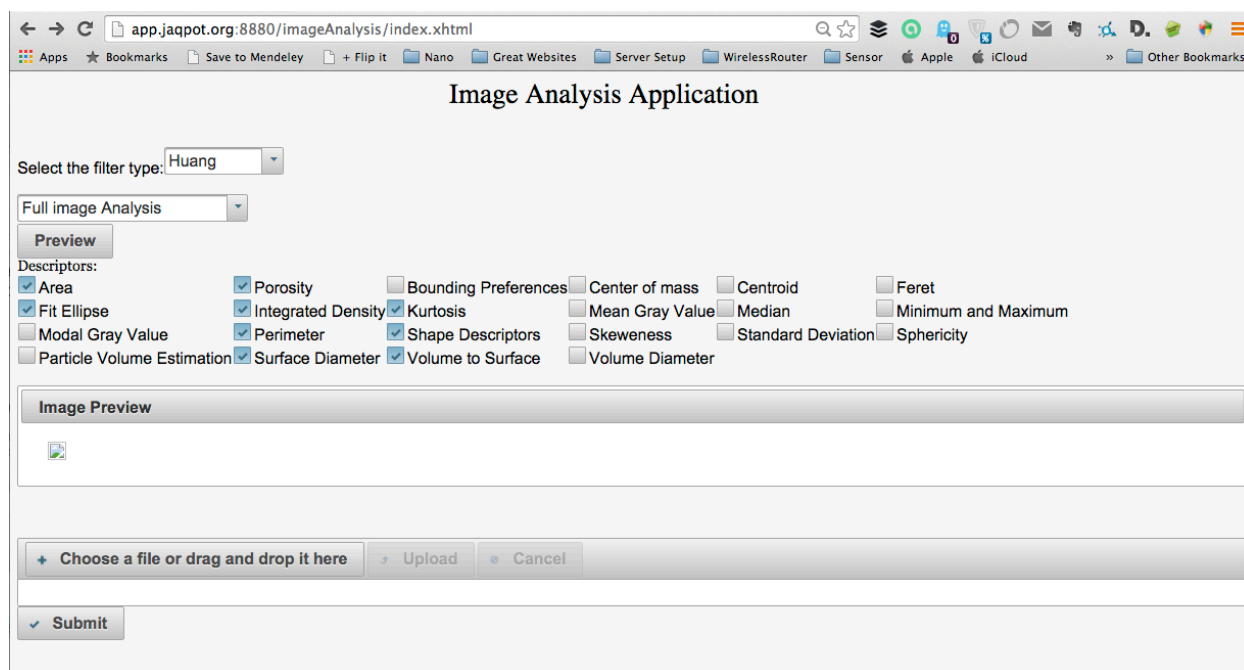 app.jaqpot.org:8880/imageAnalysis/index.xhtml
0 D.
Apps Bookmarks Save to Mendeley + Flip it Nano Great Websites Server Setup WirelessRouter Sensor Apple iCloud » Other Bookmarks
Image Analysis Application
Select the filter type: Huang
Full image Analysis
Preview
Descriptors:
Area Porosity Bounding Preferences Center of mass Centroid Feret
Fit Ellipse Integrated Density Kurtosis Mean Gray Value Median Minimum and Maximum
Modal Gray Value Perimeter Shape Descriptors Skeweness Standard Deviation Sphericity
Particle Volume Estimation Surface Diameter Volume to Surface Volume Diameter
Image Preview
+ Choose a file or drag and drop it here Upload Cancel
Submit